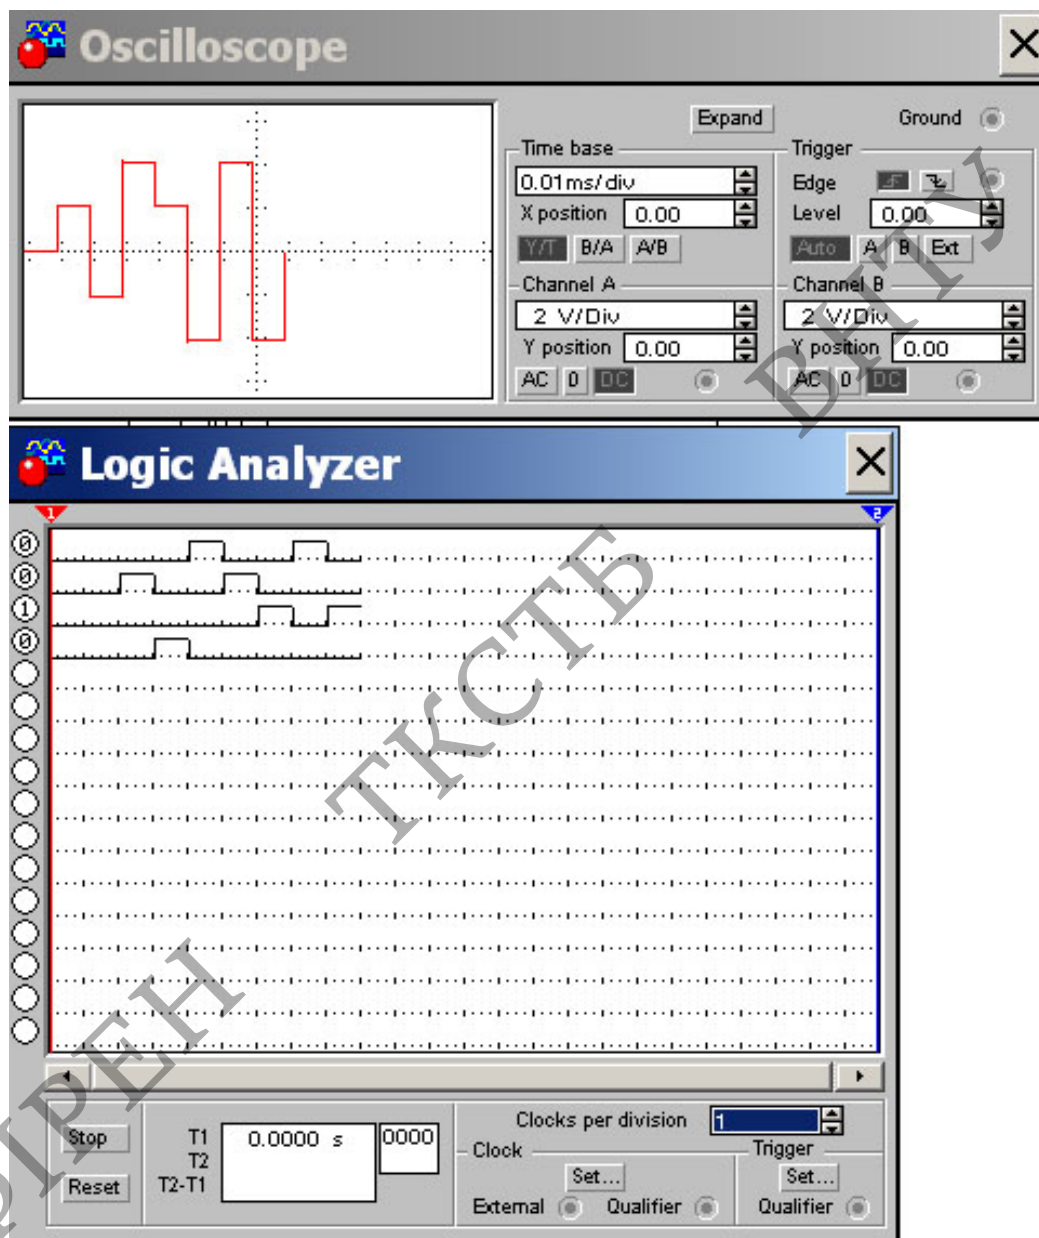 Oscilloscope
Expand
Ground
Time base
0.01ms/div
X position 0.00
Y/T B/A A/B
Trigger
Edge
Level 0.00
Auto A B Ext
Channel A
2 V/Div
Y position 0.00
AC 0 DC
Channel B
2 V/Div
Y position 0.00
AC 0 DC
ВНТУ
Logic Analyzer
1
2
0
0
1
0
ТКСТБ
Stop
Reset
T1
T2
T2-T1
0.0000 s
0000
Clocks per division 1
Clock
Set...
External Qualifier
Trigger
Set...
Qualifier